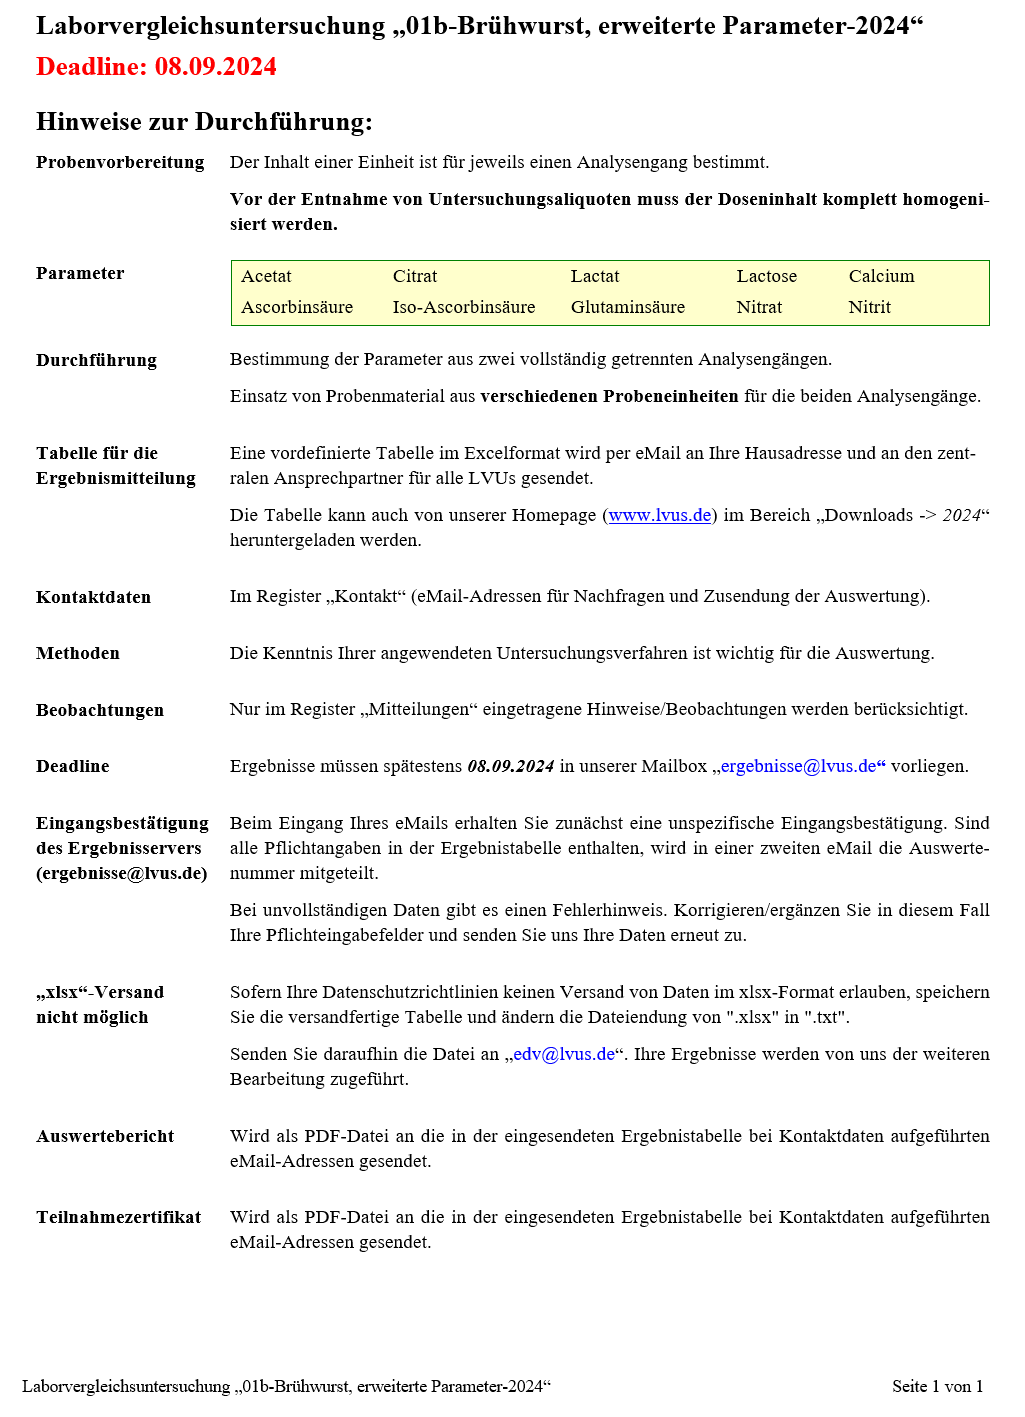 Laborvergleichsuntersuchung „01b-Brühwurst, erweiterte Parameter-2024“
Deadline: 08.09.2024
Hinweise zur Durchführung:
Probenvorbereitung Der Inhalt einer Einheit ist für jeweils einen Analysengang bestimmt.
Vor der Entnahme von Untersuchungsaliquoten muss der Doseninhalt komplett homogeni-
siert werden.
Parameter Acetat Citrat Lactat Lactose Calcium
Ascorbinsäure Iso-Ascorbinsäure Glutaminsäure Nitrat Nitrit
Durchführung Bestimmung der Parameter aus zwei vollständig getrennten Analysengängen.
Einsatz von Probenmaterial aus verschiedenen Probeneinheiten für die beiden Analysengänge.
Tabelle für die Eine vordefinierte Tabelle im Excelformat wird per eMail an Ihre Hausadresse und an den zent-
Ergebnismitteilung ralen Ansprechpartner für alle LVUs gesendet.
Die Tabelle kann auch von unserer Homepage (www.lvus.de) im Bereich „Downloads -> 2024“
heruntergeladen werden.
Kontaktdaten Im Register „Kontakt“ (eMail-Adressen für Nachfragen und Zusendung der Auswertung).
Methoden Die Kenntnis Ihrer angewendeten Untersuchungsverfahren ist wichtig für die Auswertung.
Beobachtungen Nur im Register „Mitteilungen“ eingetragene Hinweise/Beobachtungen werden berücksichtigt.
Deadline Ergebnisse müssen spätestens 08.09.2024 in unserer Mailbox „ergebnisse@lvus.de“ vorliegen.
Eingangsbestätigung Beim Eingang Ihres eMails erhalten Sie zunächst eine unspezifische Eingangsbestätigung. Sind
des Ergebnisservers alle Pflichtangaben in der Ergebnistabelle enthalten, wird in einer zweiten eMail die Auswerte-
(ergebnisse@lvus.de) nummer mitgeteilt.
Bei unvollständigen Daten gibt es einen Fehlerhinweis. Korrigieren/ergänzen Sie in diesem Fall
Ihre Pflichteingabefelder und senden Sie uns Ihre Daten erneut zu.
„xlsx“-Versand Sofern Ihre Datenschutzrichtlinien keinen Versand von Daten im xlsx-Format erlauben, speichern
nicht möglich Sie die versandfertige Tabelle und ändern die Dateiendung von ".xlsx" in ".txt".
Senden Sie daraufhin die Datei an „edv@lvus.de“. Ihre Ergebnisse werden von uns der weiteren
Bearbeitung zugeführt.
Auswertebericht Wird als PDF-Datei an die in der eingesendeten Ergebnistabelle bei Kontaktdaten aufgeführten
eMail-Adressen gesendet.
Teilnahmezertifikat Wird als PDF-Datei an die in der eingesendeten Ergebnistabelle bei Kontaktdaten aufgeführten
eMail-Adressen gesendet.
Laborvergleichsuntersuchung „01b-Brühwurst, erweiterte Parameter-2024“ Seite 1 von 1